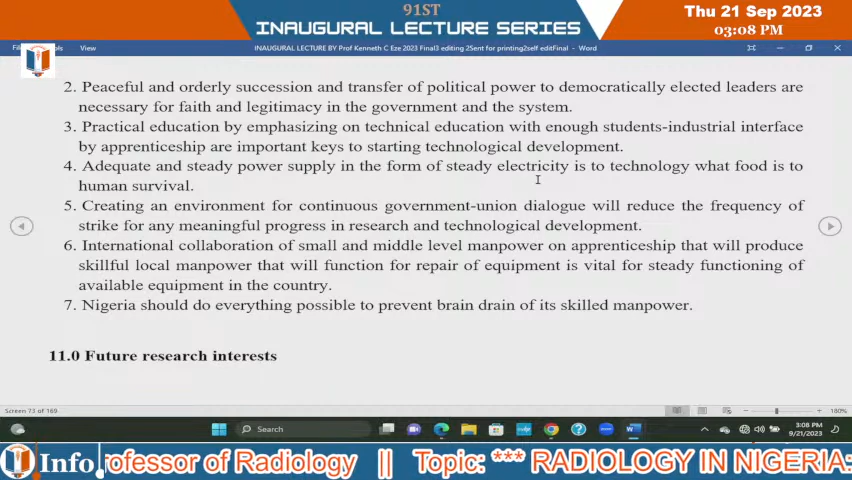 91ST
INAUGURAL LECTURE SERIES
Thu 21 Sep 2023
03:08 PM
View
INAUGURAL LECTURE BY Prof Kenneth C Eze 2023 Final3 editing 2Sent for printing2self editFinal - Word
2. Peaceful and orderly succession and transfer of political power to democratically elected leaders are
necessary for faith and legitimacy in the government and the system.
3. Practical education by emphasizing on technical education with enough students-industrial interface
by apprenticeship are important keys to starting technological development.
4. Adequate and steady power supply in the form of steady electricity is to technology what food is to
human survival.
5. Creating an environment for continuous government-union dialogue will reduce the frequency of
strike for any meaningful progress in research and technological development.
6. International collaboration of small and middle level manpower on apprenticeship that will produce
skillful local manpower that will function for repair of equipment is vital for steady functioning of
available equipment in the country.
7. Nigeria should do everything possible to prevent brain drain of its skilled manpower.
11.0 Future research interests
Screen 73 of 169
180%
Search
3:08 PM
9/21/2023
Info. rofessor of Radiology || Topic: *** RADIOLOGY IN NIGERIA: